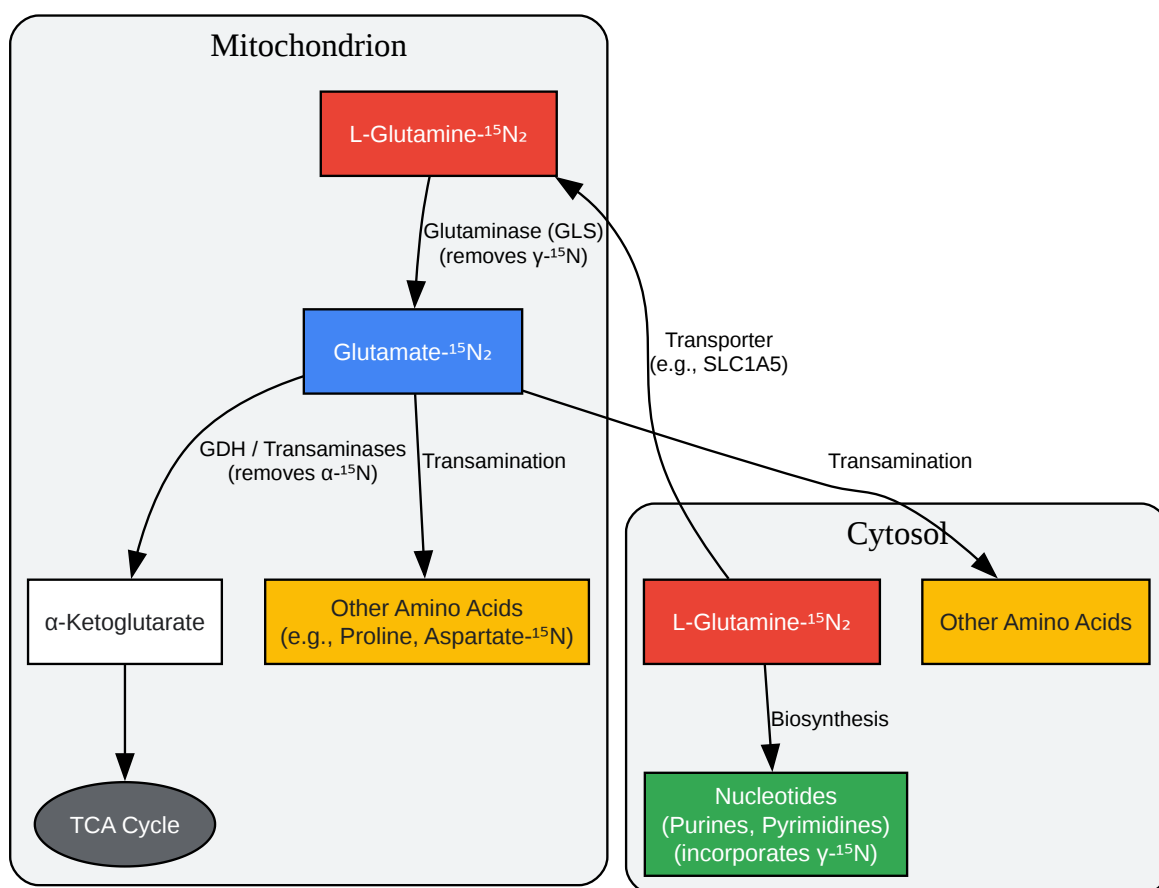 Mitochondrion
L-Glutamine-¹⁵N₂
Glutaminase (GLS)
(removes γ-¹⁵N)
Glutamate-¹⁵N₂
Transporter
(e.g., SLC1A5)
GDH / Transaminases
(removes α-¹⁵N)
Transamination
Transamination
Cytosol
α-Ketoglutarate
Other Amino Acids
(e.g., Proline, Aspartate-¹⁵N)
L-Glutamine-¹⁵N₂
Other Amino Acids
Biosynthesis
TCA Cycle
Nucleotides
(Purines, Pyrimidines)
(incorporates γ-¹⁵N)